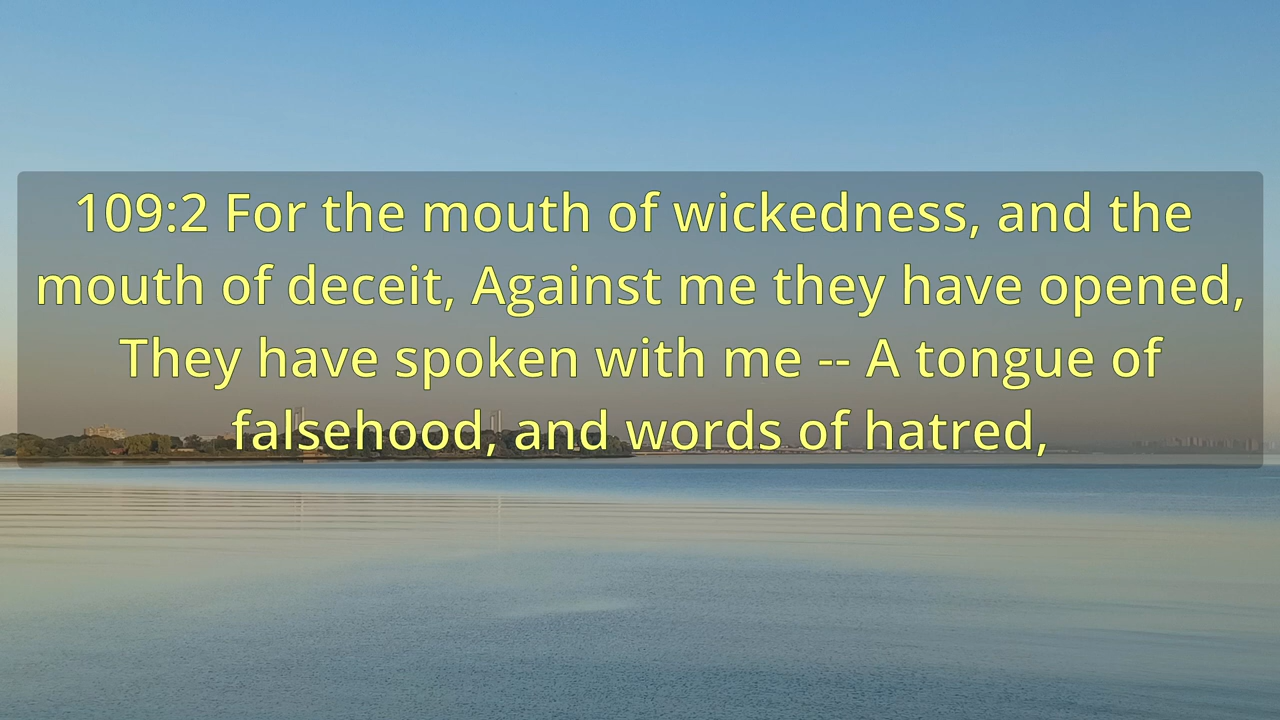 109:2 For the mouth of wickedness, and the
mouth of deceit, Against me they have opened,
They have spoken with me -- A tongue of
falsehood, and words of hatred,